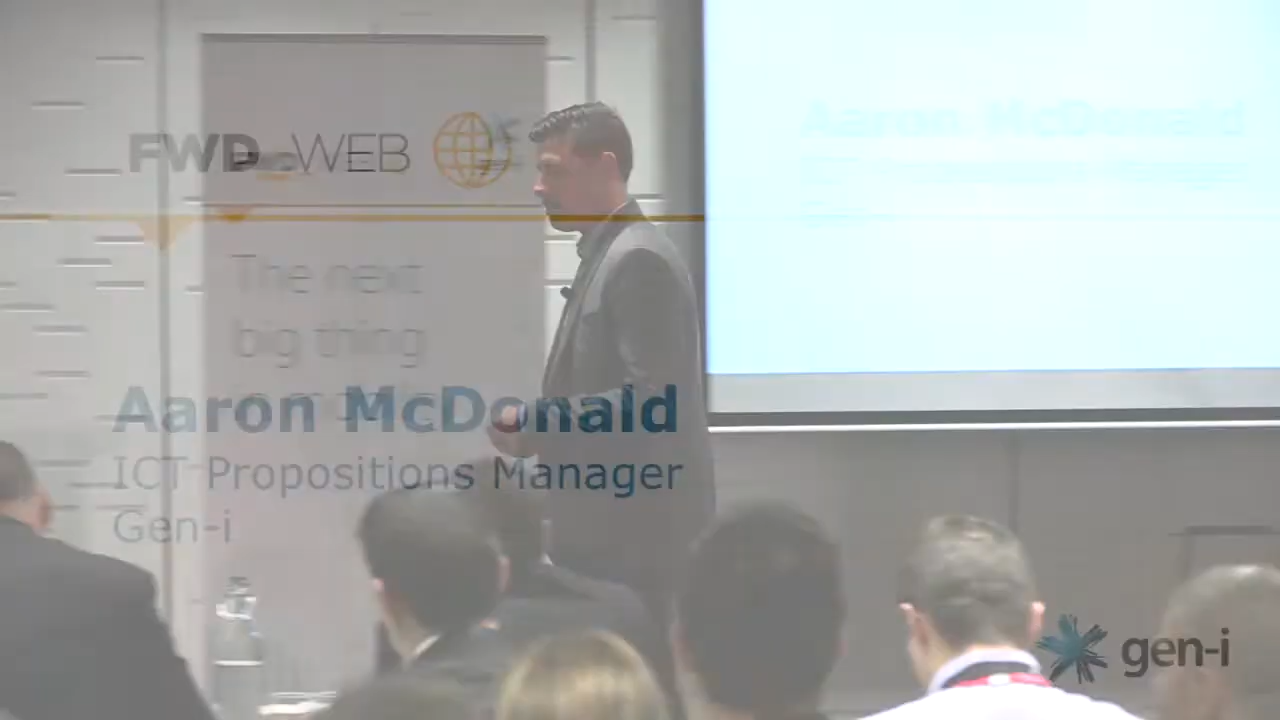 FWD WEB
The next
big thing
Aaron McDonald
ICT Propositions Manager
Gen-i
Aaron McDonald
gen-i